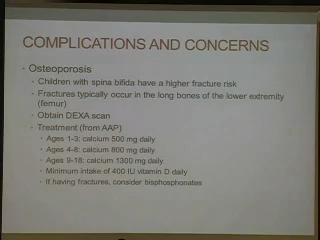 COMPLICATIONS AND CONCERNS
• Osteoporosis
• Children with spina bifida have a higher fracture risk
• Fractures typically occur in the long bones of the lower extremity
(femur)
• Obtain DEXA scan
• Treatment (from AAP)
• Ages 1-3: calcium 500 mg daily
• Ages 4-8: calcium 800 mg daily
• Ages 9-18: calcium 1300 mg daily
• Minimum intake of 400 IU vitamin D daily
• If having fractures, consider bisphosphonates